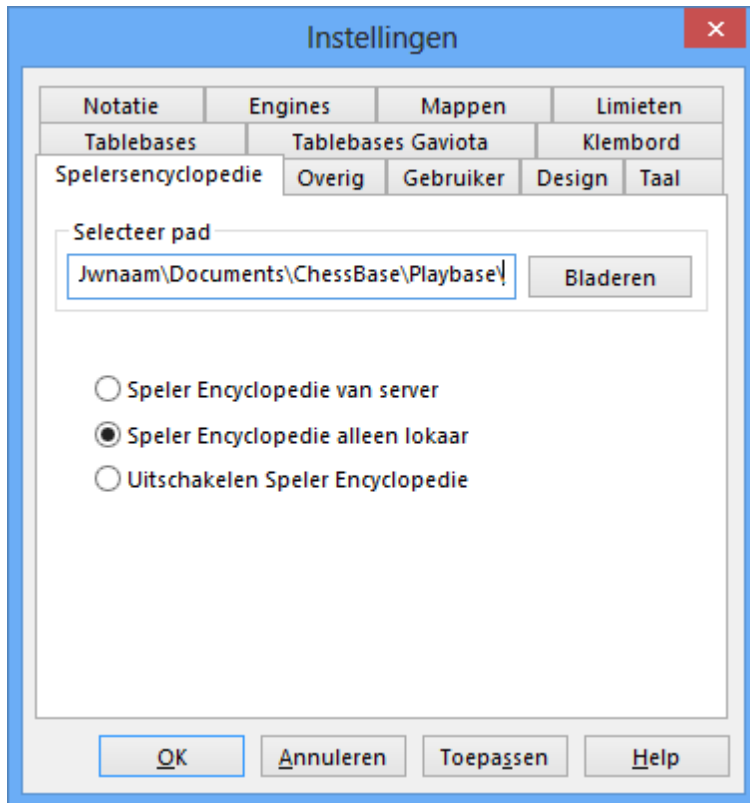 Instellingen
Notatie Engines Mappen Limieten
Tablebases Tablebases Gaviota Klembord
Spelersencyclopedie Overig Gebruiker Design Taal
Selecteer pad
Jwnaam\Documents\ChessBase\Playbase\
Bladeren
Speler Encyclopedie van server
Speler Encyclopedie alleen lokaar
Uitschakelen Speler Encyclopedie
OK Annuleren Toepassen Help